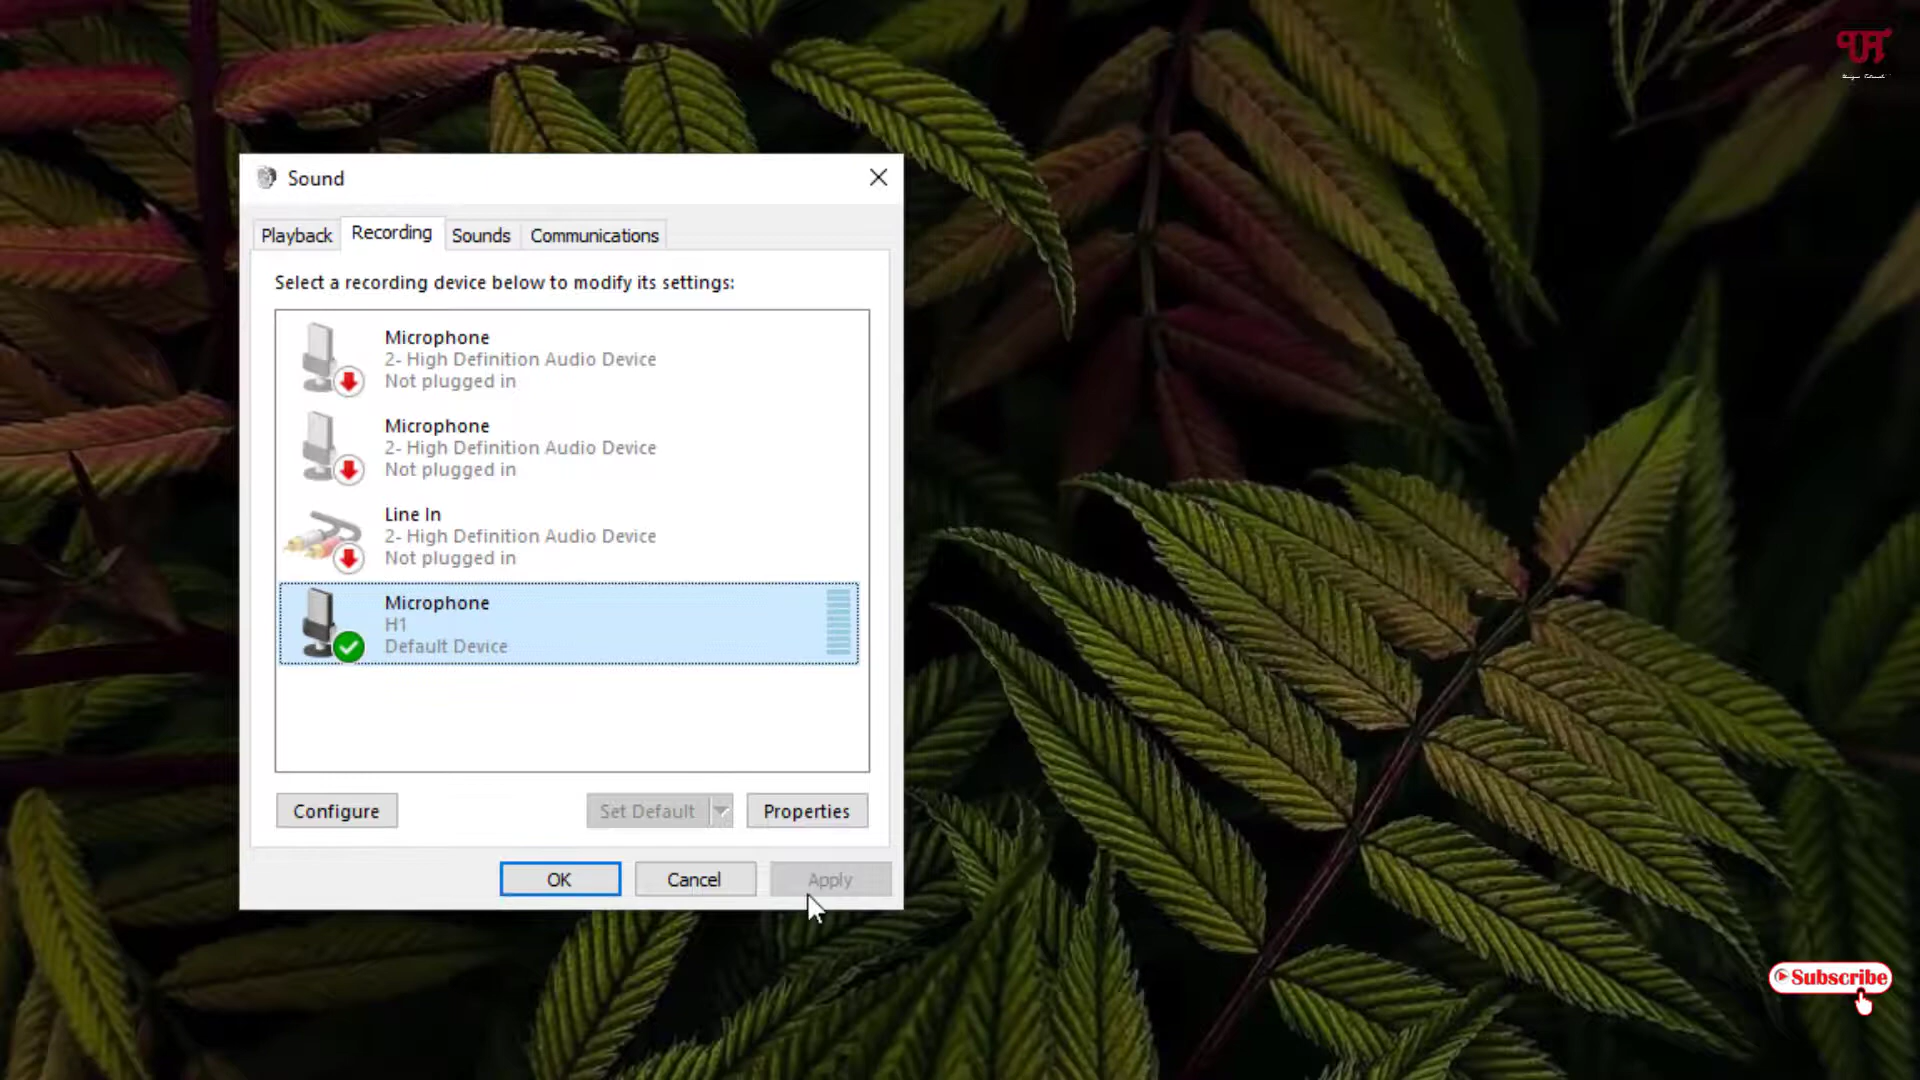 Sound
Playback
Recording
Sounds
Communications
Select a recording device below to modify its settings:
Microphone
2- High Definition Audio Device
Not plugged in
Microphone
2- High Definition Audio Device
Not plugged in
Line In
2- High Definition Audio Device
Not plugged in
Microphone
H1
Default Device
Configure
Set Default
Properties
OK
Cancel
Apply
Subscribe